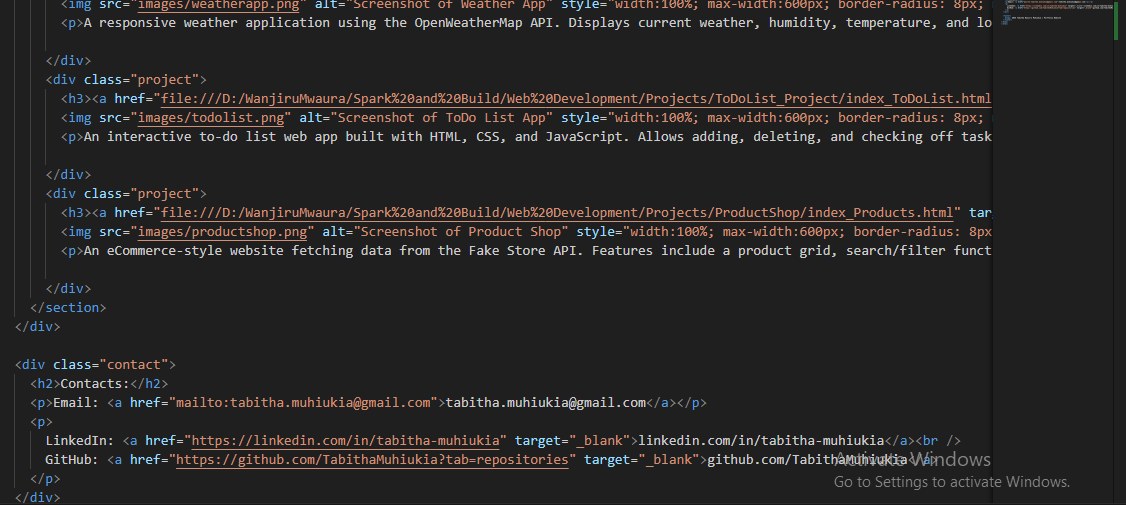 <img src="images/weatherapp.png" alt="Screenshot of Weather App" style="width:100%; max-width:600px; border-radius: 8px;
<p>A responsive weather application using the OpenWeatherMap API. Displays current weather, humidity, temperature, and lo
</div>
<div class="project">
<h3><a href="file:///D:/WanjiruMwaura/Spark%20and%20Build/Web%20Development/Projects/ToDoList_Project/index_ToDoList.html
<img src="images/todolist.png" alt="Screenshot of ToDo List App" style="width:100%; max-width:600px; border-radius: 8px;
<p>An interactive to-do list web app built with HTML, CSS, and JavaScript. Allows adding, deleting, and checking off task
</div>
<div class="project">
<h3><a href="file:///D:/WanjiruMwaura/Spark%20and%20Build/Web%20Development/Projects/ProductShop/index_Products.html" tar
<img src="images/productshop.png" alt="Screenshot of Product Shop" style="width:100%; max-width:600px; border-radius: 8px
<p>An eCommerce-style website fetching data from the Fake Store API. Features include a product grid, search/filter funct
</div>
</section>
</div>
<div class="contact">
<h2>Contacts:</h2>
<p>Email: <a href="mailto:tabitha.muhiukia@gmail.com">tabitha.muhiukia@gmail.com</a></p>
<p>
LinkedIn: <a href="https://linkedin.com/in/tabitha-muhiukia" target="_blank">linkedin.com/in/tabitha-muhiukia</a><br />
GitHub: <a href="https://github.com/TabithaMuhiukia?tab=repositories" target="_blank">github.com/TabithaMuhiukia</a>
</p>
</div>
Activate Windows
Go to Settings to activate Windows.